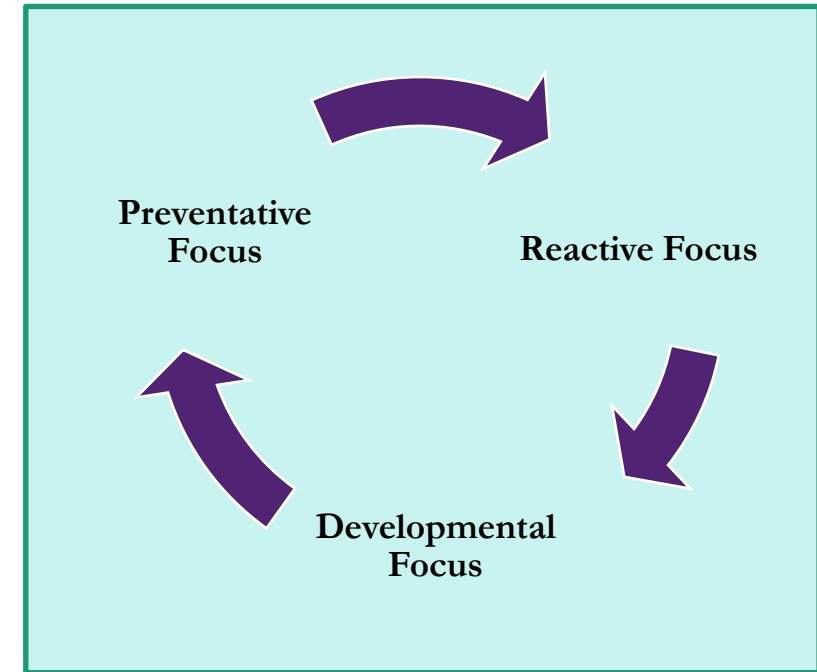 Preventative
Focus
Reactive Focus
Developmental
Focus